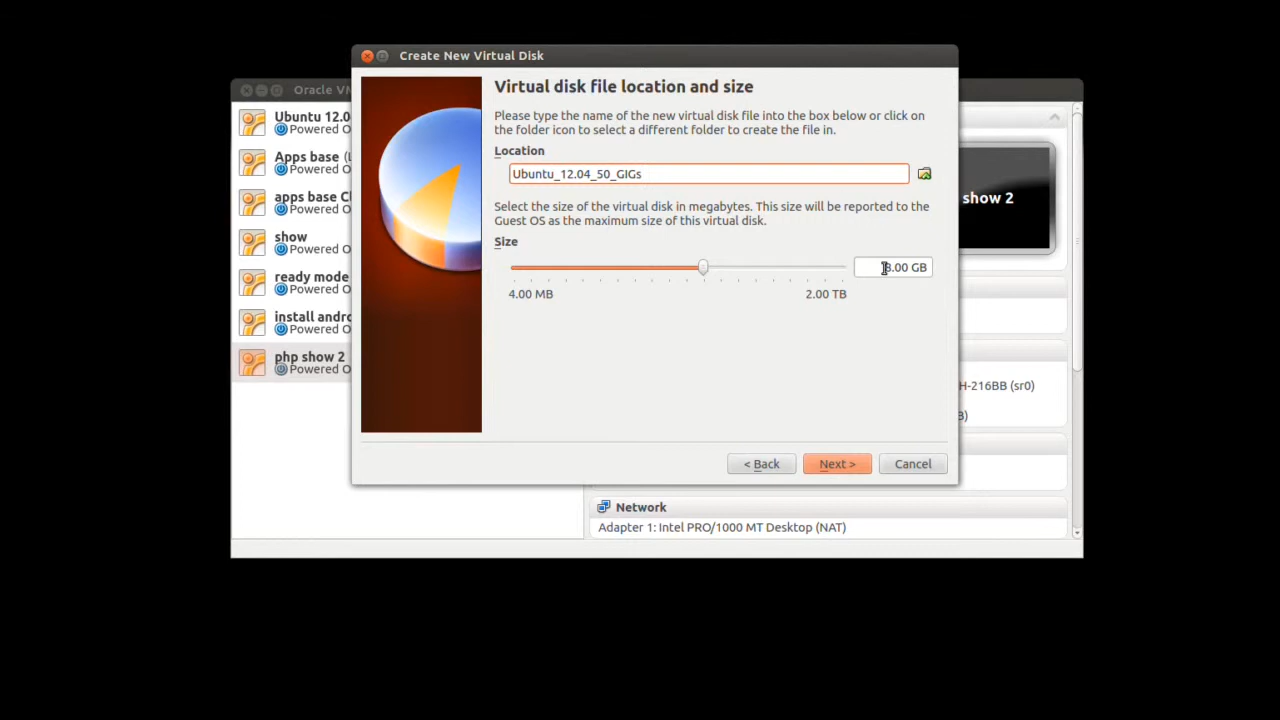 Create New Virtual Disk
Oracle VM
Virtual disk file location and size
Please type the name of the new virtual disk file into the box below or click on
the folder icon to select a different folder to create the file in.
Location
Ubuntu_12.04_50_GIGs
Select the size of the virtual disk in megabytes. This size will be reported to the
Guest OS as the maximum size of this virtual disk.
Size
8.00 GB
4.00 MB
2.00 TB
< Back
Next >
Cancel
Ubuntu 12.0
Powered O
Apps base (
Powered O
apps base Cl
Powered O
show
Powered O
ready mode
Powered O
install andro
Powered O
php show 2
Powered O
show 2
H-216BB (sr0)
B)
Network
Adapter 1: Intel PRO/1000 MT Desktop (NAT)